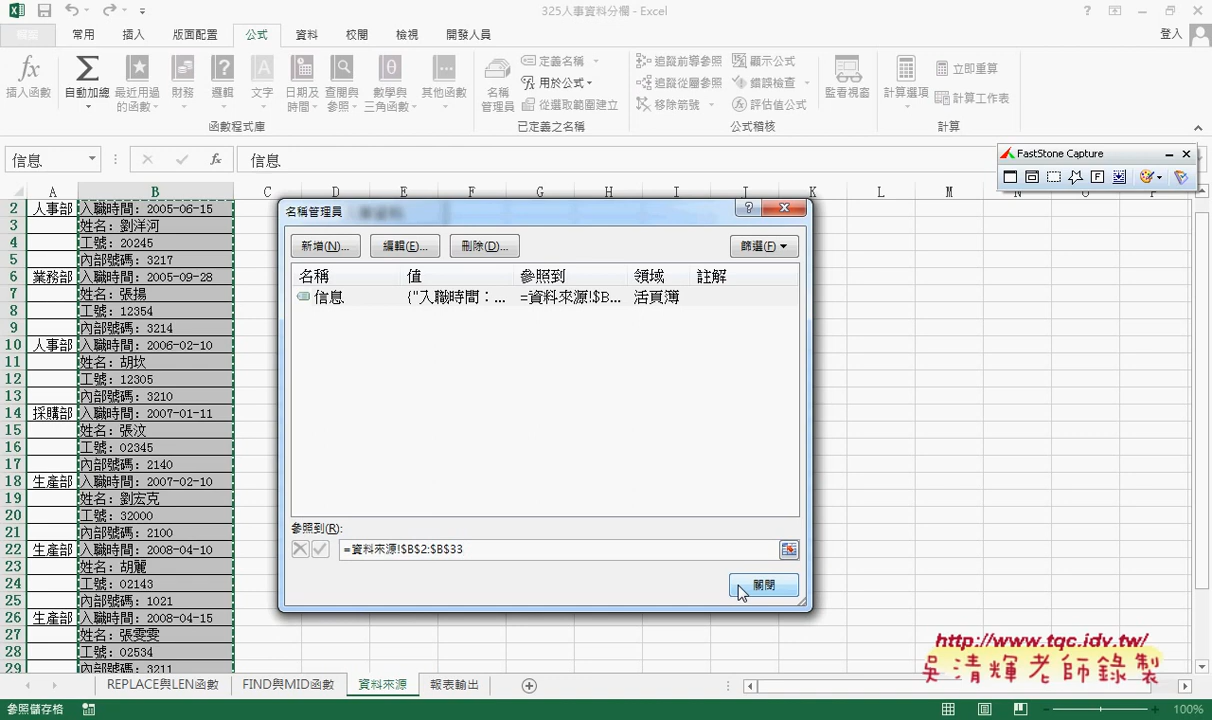 325人事資料分欄 - Excel
常用 插入 版面配置 公式 資料 校閱 檢視 開發人員 登入
插入函數 自動加總 最近用過的函數 財務 邏輯 文字 日期及時間 查閱與參照 數學與三角函數 其他函數
函數程式庫
名稱管理員 定義名稱 用於公式 從選取範圍建立
已定義之名稱
追蹤前導參照 追蹤從屬參照 移除箭號 顯示公式 錯誤檢查 評估值公式
公式稽核
監看視窗 計算選項 立即重算 計算工作表
計算
信息 fx 信息
FastStone Capture
A B C D E F G H I J K L M N O P
2 人事部 入職時間：2005-06-15
3 姓名：劉洋河
4 工號：20245
5 內部號碼：3217
6 業務部 入職時間：2005-09-28
7 姓名：張揚
8 工號：12354
9 內部號碼：3214
10 人事部 入職時間：2006-02-10
11 姓名：胡坎
12 工號：12305
13 內部號碼：3210
14 採購部 入職時間：2007-01-11
15 姓名：張汶
16 工號：02345
17 內部號碼：2140
18 生產部 入職時間：2007-02-10
19 姓名：劉宏克
20 工號：32000
21 內部號碼：2100
22 生產部 入職時間：2008-04-10
23 姓名：胡麗
24 工號：02143
25 內部號碼：1021
26 生產部 入職時間：2008-04-15
27 姓名：張雯雯
28 工號：02534
29 內部號碼：3211
名稱管理員
新增(N)... 編輯(E)... 刪除(D)... 篩選(F)
名稱 值 參照到 領域 註解
信息 {"入職時間：... =資料來源!$B... 活頁簿
參照到(R):
=資料來源!$B$2:$B$33
關閉
http://www.tqc.idv.tw/
吳清輝老師錄製
REPLACE與LEN函數 FIND與MID函數 資料來源 報表輸出
參照儲存格 100%